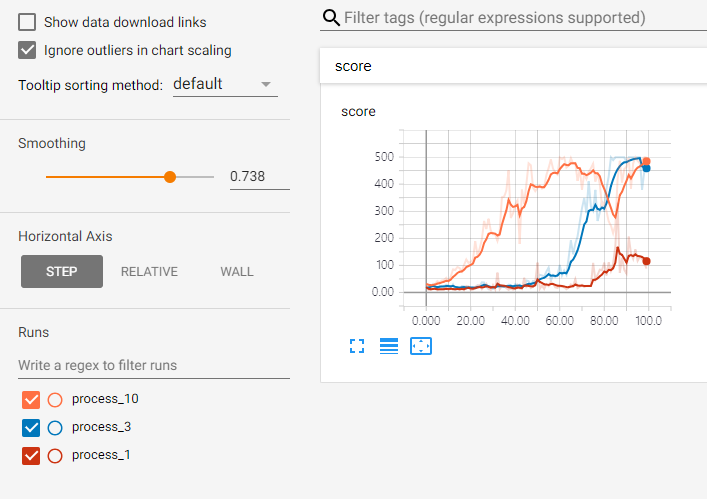 Show data download links
Ignore outliers in chart scaling
Tooltip sorting method: default
Smoothing
0.738
Horizontal Axis
STEP RELATIVE WALL
Runs
Write a regex to filter runs
process_10
process_3
process_1
Filter tags (regular expressions supported)
score
score
500
400
300
200
100
0.00
0.000 20.00 40.00 60.00 80.00 100.0